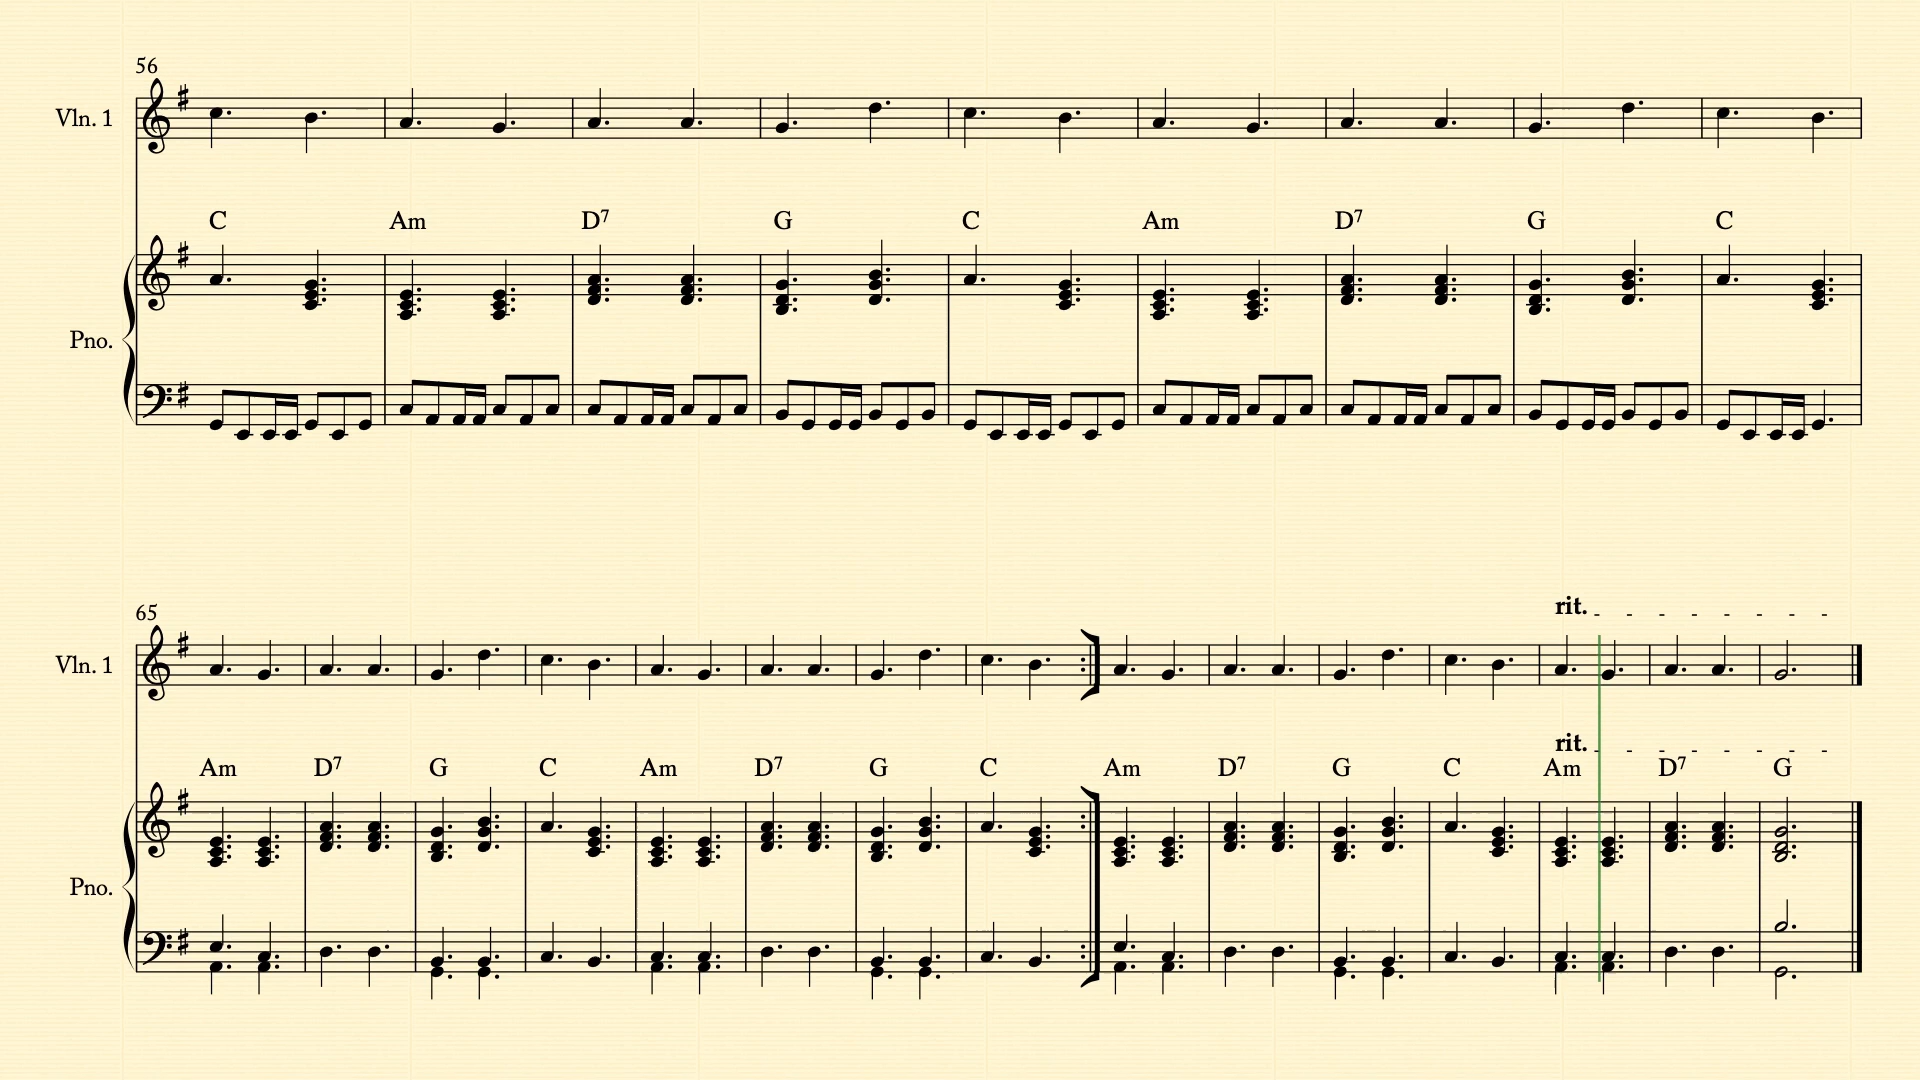 56
Vln. 1
C Am D7 G C Am D7 G C
Pno.
65
rit.
Vln. 1
rit.
Am D7 G C Am D7 G C Am D7 G C Am D7 G
Pno.